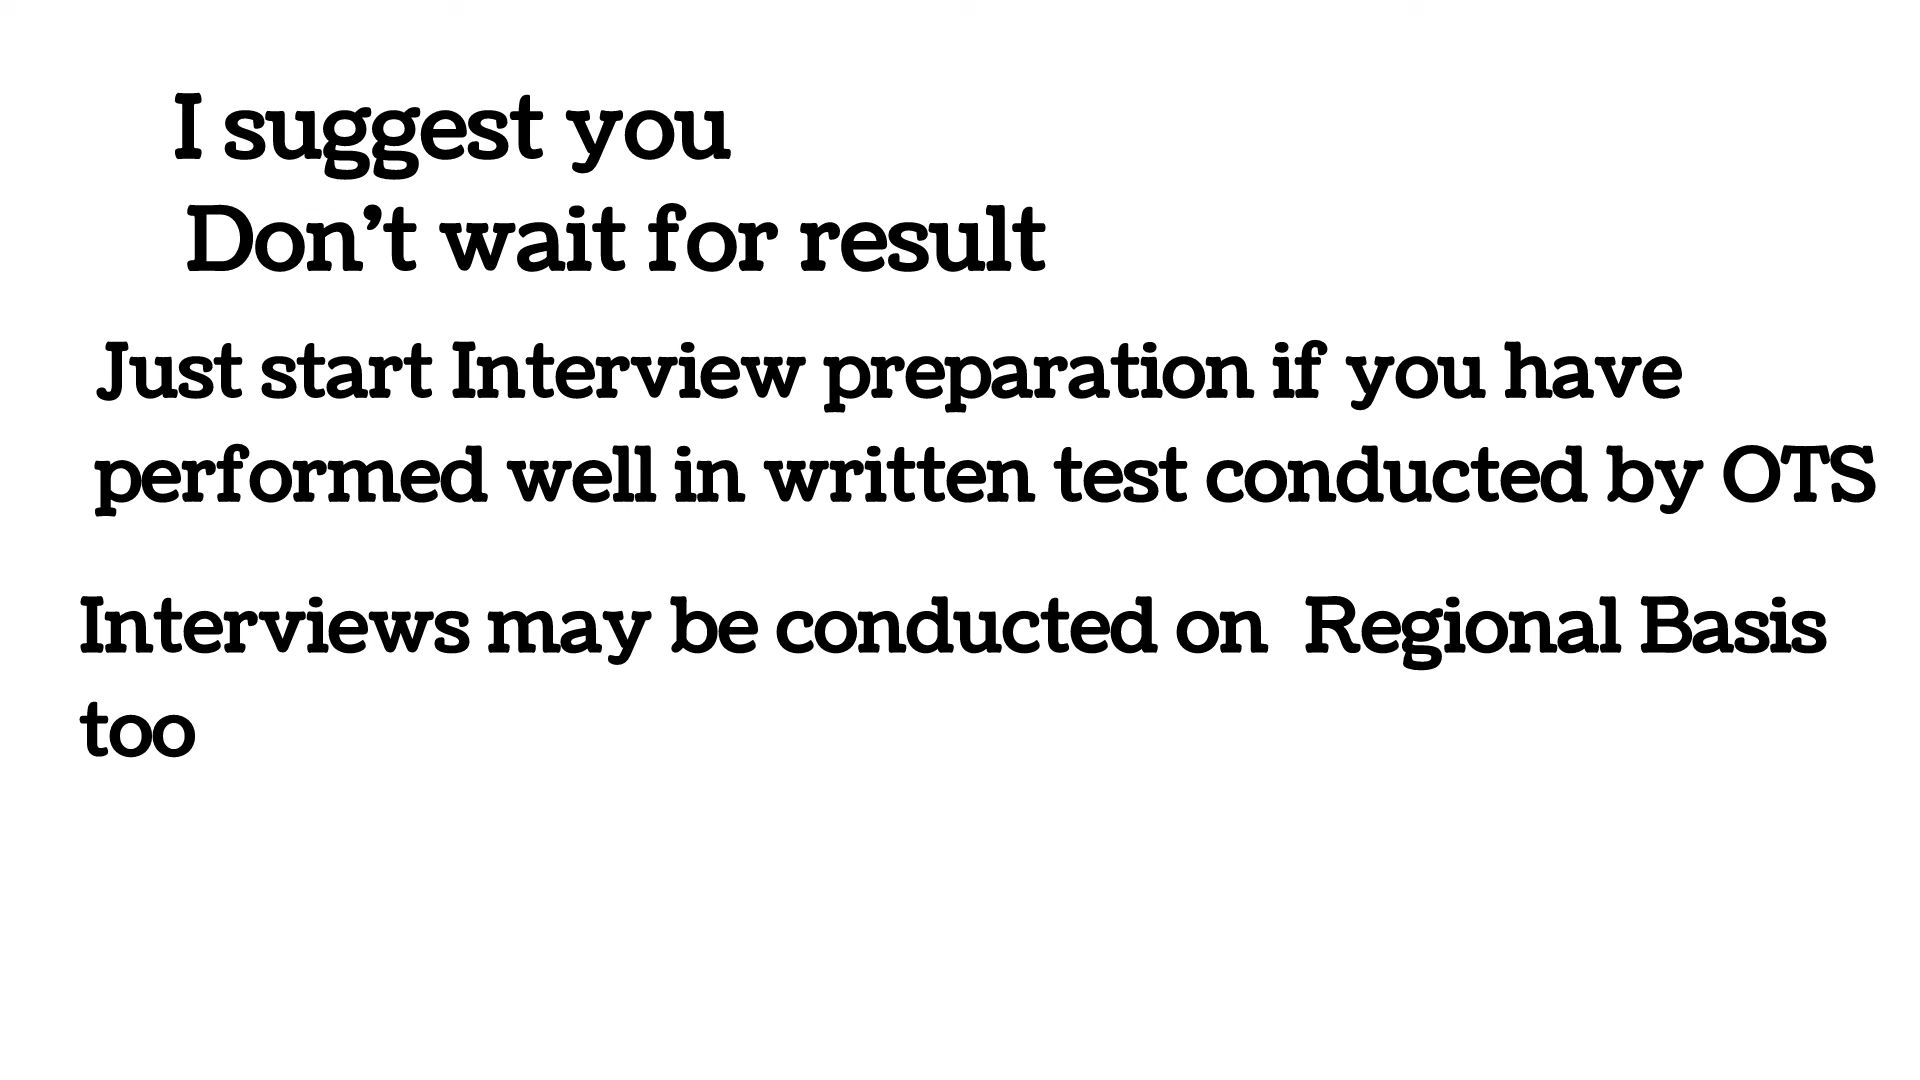 I suggest you
Don’t wait for result
Just start Interview preparation if you have
performed well in written test conducted by OTS
Interviews may be conducted on  Regional Basis
too